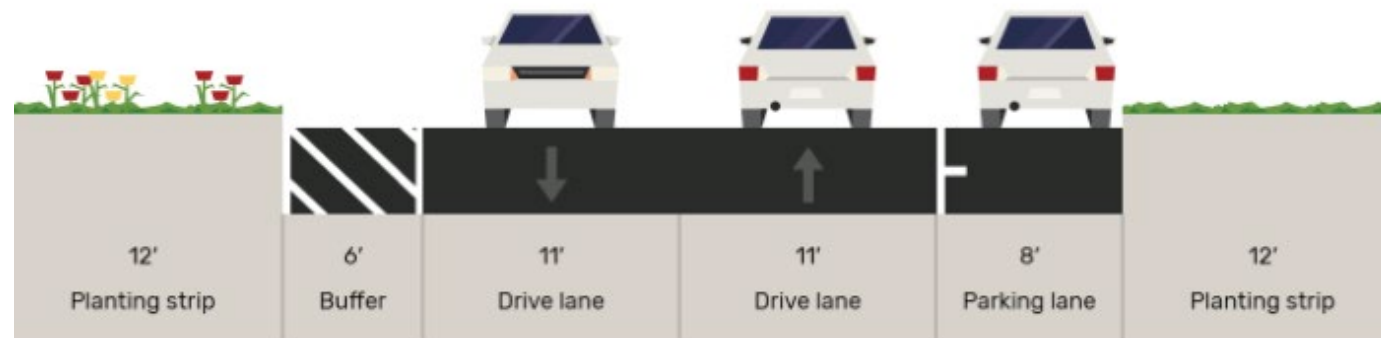 12′ 6′ 11′ 11′ 8′ 12′
Planting strip Buffer Drive lane Drive lane Parking lane Planting strip